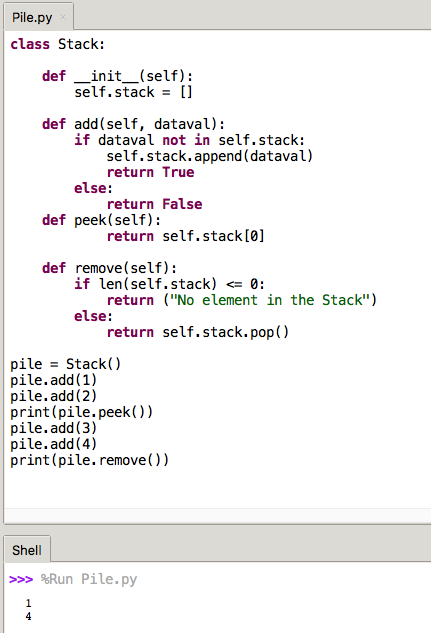 Pile.py ×
class Stack:
    def __init__(self):
        self.stack = []
    def add(self, dataval):
        if dataval not in self.stack:
            self.stack.append(dataval)
            return True
        else:
            return False
    def peek(self):
            return self.stack[0]
    def remove(self):
        if len(self.stack) <= 0:
            return ("No element in the Stack")
        else:
            return self.stack.pop()
pile = Stack()
pile.add(1)
pile.add(2)
print(pile.peek())
pile.add(3)
pile.add(4)
print(pile.remove())
Shell
>>> %Run Pile.py
1
4